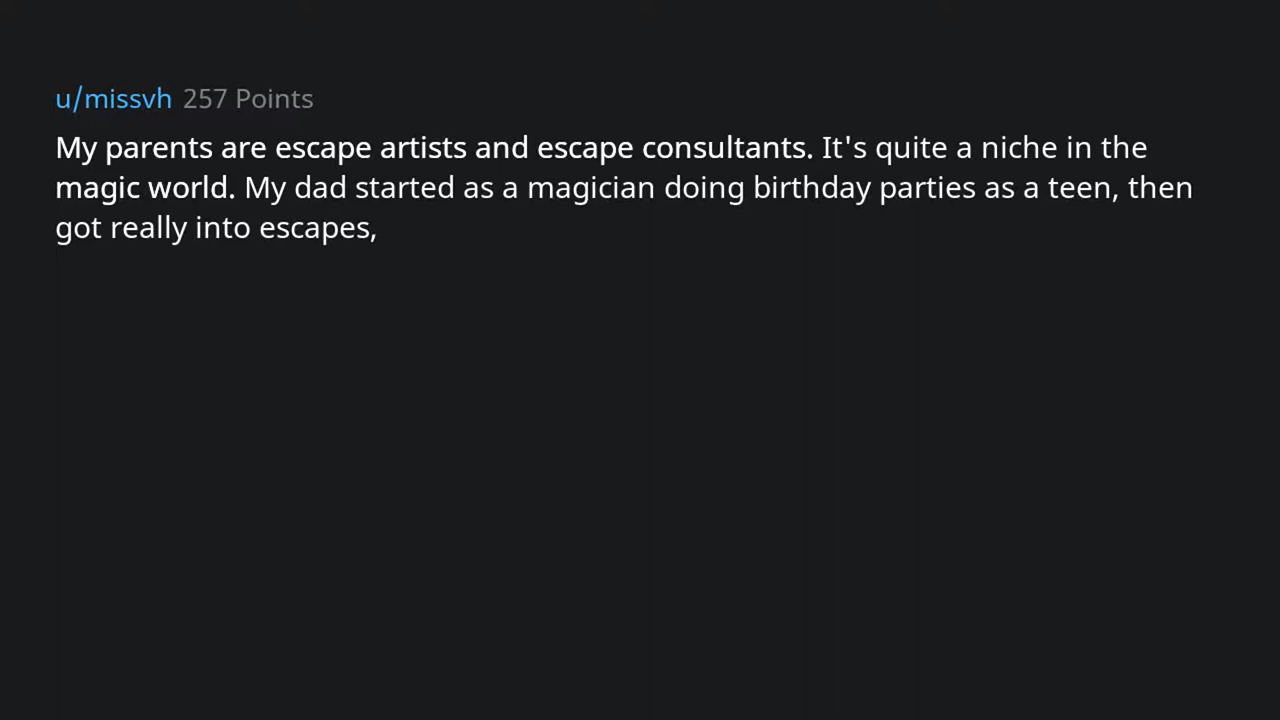 u/missvh 257 Points
My parents are escape artists and escape consultants. It's quite a niche in the
magic world. My dad started as a magician doing birthday parties as a teen, then
got really into escapes,